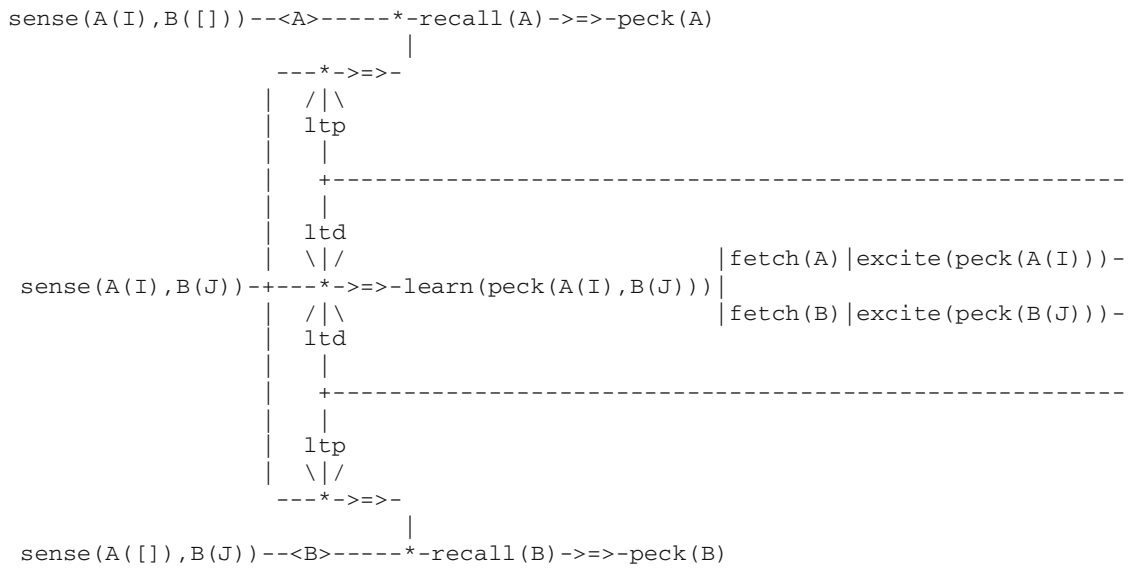 sense(A(I),B([]))--<A>-----*-recall(A)->=>-peck(A)
|
---*->=>-
| /|\
| ltp
| |
| +----------------------------------------------------------
| |
| ltd
| \|/ |fetch(A)|excite(peck(A(I)))-
sense(A(I),B(J))-+---*->=>-learn(peck(A(I),B(J)))|
| /|\ |fetch(B)|excite(peck(B(J)))-
| ltd
| |
| +----------------------------------------------------------
| |
| ltp
| \|/
---*->=>-
|
sense(A([]),B(J))--<B>-----*-recall(B)->=>-peck(B)